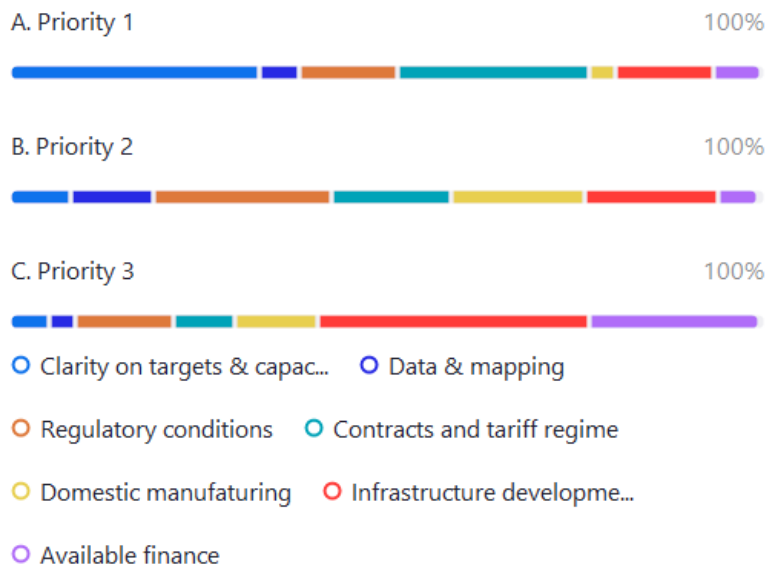 A. Priority 1 100%
B. Priority 2 100%
C. Priority 3 100%
Clarity on targets & capac... Data & mapping
Regulatory conditions Contracts and tariff regime
Domestic manufaturing Infrastructure developme...
Available finance